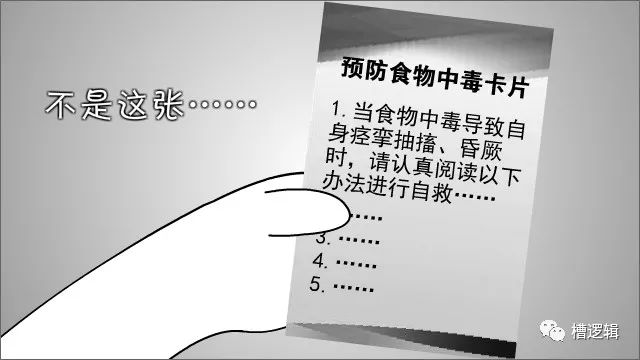 不是这张……
预防食物中毒卡片
1. 当食物中毒导致自
身痉挛抽搐、昏厥
时，请认真阅读以下
办法进行自救……
……
3. ……
4. ……
5. ……
槽逻辑